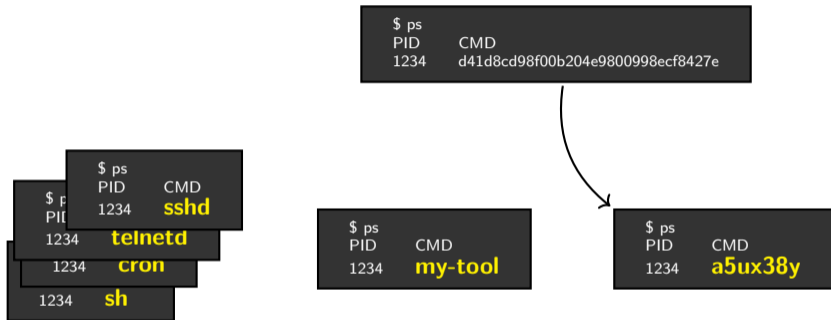 $ ps
PID CMD
1234 d41d8cd98f00b204e9800998ecf8427e
$ ps
PID CMD
1234 sshd
1234 telnetd
1234 cron
1234 sh
$ ps
PID CMD
1234 my-tool
$ ps
PID CMD
1234 a5ux38y